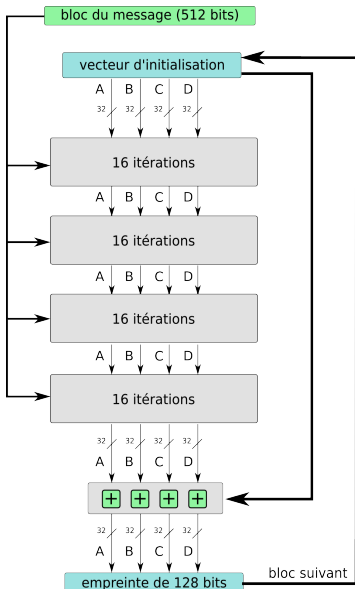 bloc du message (512 bits)
vecteur d'initialisation
A B C D
32 32 32 32
16 itérations
A B C D
16 itérations
A B C D
16 itérations
A B C D
16 itérations
32 32 32 32
A B C D
+ + + +
32 32 32 32
A B C D
bloc suivant
empreinte de 128 bits